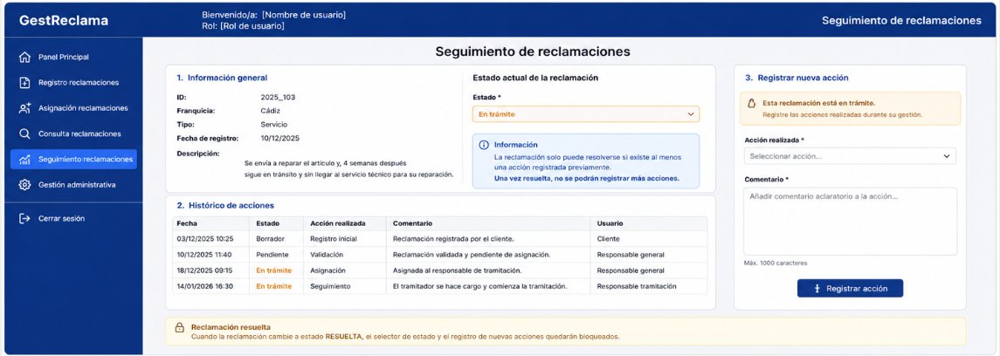 GestReclama
Bienvenido/a: [Nombre de usuario]
Rol: [Rol de usuario]
Seguimiento de reclamaciones
Panel Principal
Registro reclamaciones
Asignación reclamaciones
Consulta reclamaciones
Seguimiento reclamaciones
Gestión administrativa
Cerrar sesión
Seguimiento de reclamaciones
1. Información general
ID: 2025_103
Franquicia: Cádiz
Tipo: Servicio
Fecha de registro: 10/12/2025
Descripción:
Se envía a reparar el artículo y, 4 semanas después
sigue en tránsito y sin llegar al servicio técnico para su reparación.
Estado actual de la reclamación
Estado *
En trámite
Información
La reclamación solo puede resolverse si existe al menos
una acción registrada previamente.
Una vez resuelta, no se podrán registrar más acciones.
2. Histórico de acciones
Fecha Estado Acción realizada Comentario Usuario
03/12/2025 10:25 Borrador Registro inicial Reclamación registrada por el cliente. Cliente
10/12/2025 11:40 Pendiente Validación Reclamación validada y pendiente de asignación. Responsable general
18/12/2025 09:15 En trámite Asignación Asignada al responsable de tramitación. Responsable general
14/01/2026 16:30 En trámite Seguimiento El tramitador se hace cargo y comienza la tramitación. Responsable tramitación
3. Registrar nueva acción
Esta reclamación está en trámite.
Registre las acciones realizadas durante su gestión.
Acción realizada *
Seleccionar acción...
Comentario *
Añadir comentario aclaratorio a la acción...
Máx. 1000 caracteres
Registrar acción
Reclamación resuelta
Cuando la reclamación cambie a estado RESUELTA, el selector de estado y el registro de nuevas acciones quedarán bloqueados.